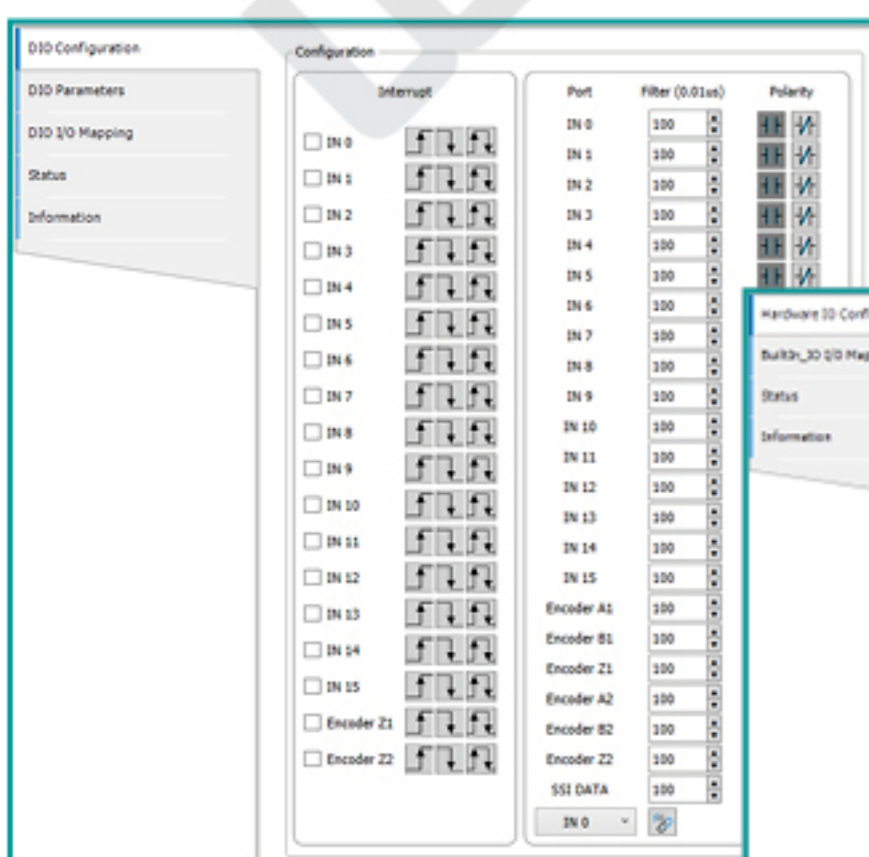 DIO Configuration
DIO Parameters
DIO I/O Mapping
Status
Information
Configuration
Interrupt
IN 0
IN 1
IN 2
IN 3
IN 4
IN 5
IN 6
IN 7
IN 8
IN 9
IN 10
IN 11
IN 12
IN 13
IN 14
IN 15
Encoder Z1
Encoder Z2
Port Filter (0.01us) Polarity
IN 0 100
IN 1 100
IN 2 100
IN 3 100
IN 4 100
IN 5 100
IN 6 100
IN 7 100
IN 8 100
IN 9 100
IN 10 100
IN 11 100
IN 12 100
IN 13 100
IN 14 100
IN 15 100
Encoder A1 100
Encoder B1 100
Encoder Z1 100
Encoder A2 100
Encoder B2 100
Encoder Z2 100
SSI DATA 100
IN 0
Hardware IO Confi
BuiltIn_IO I/O Map
Status
Information